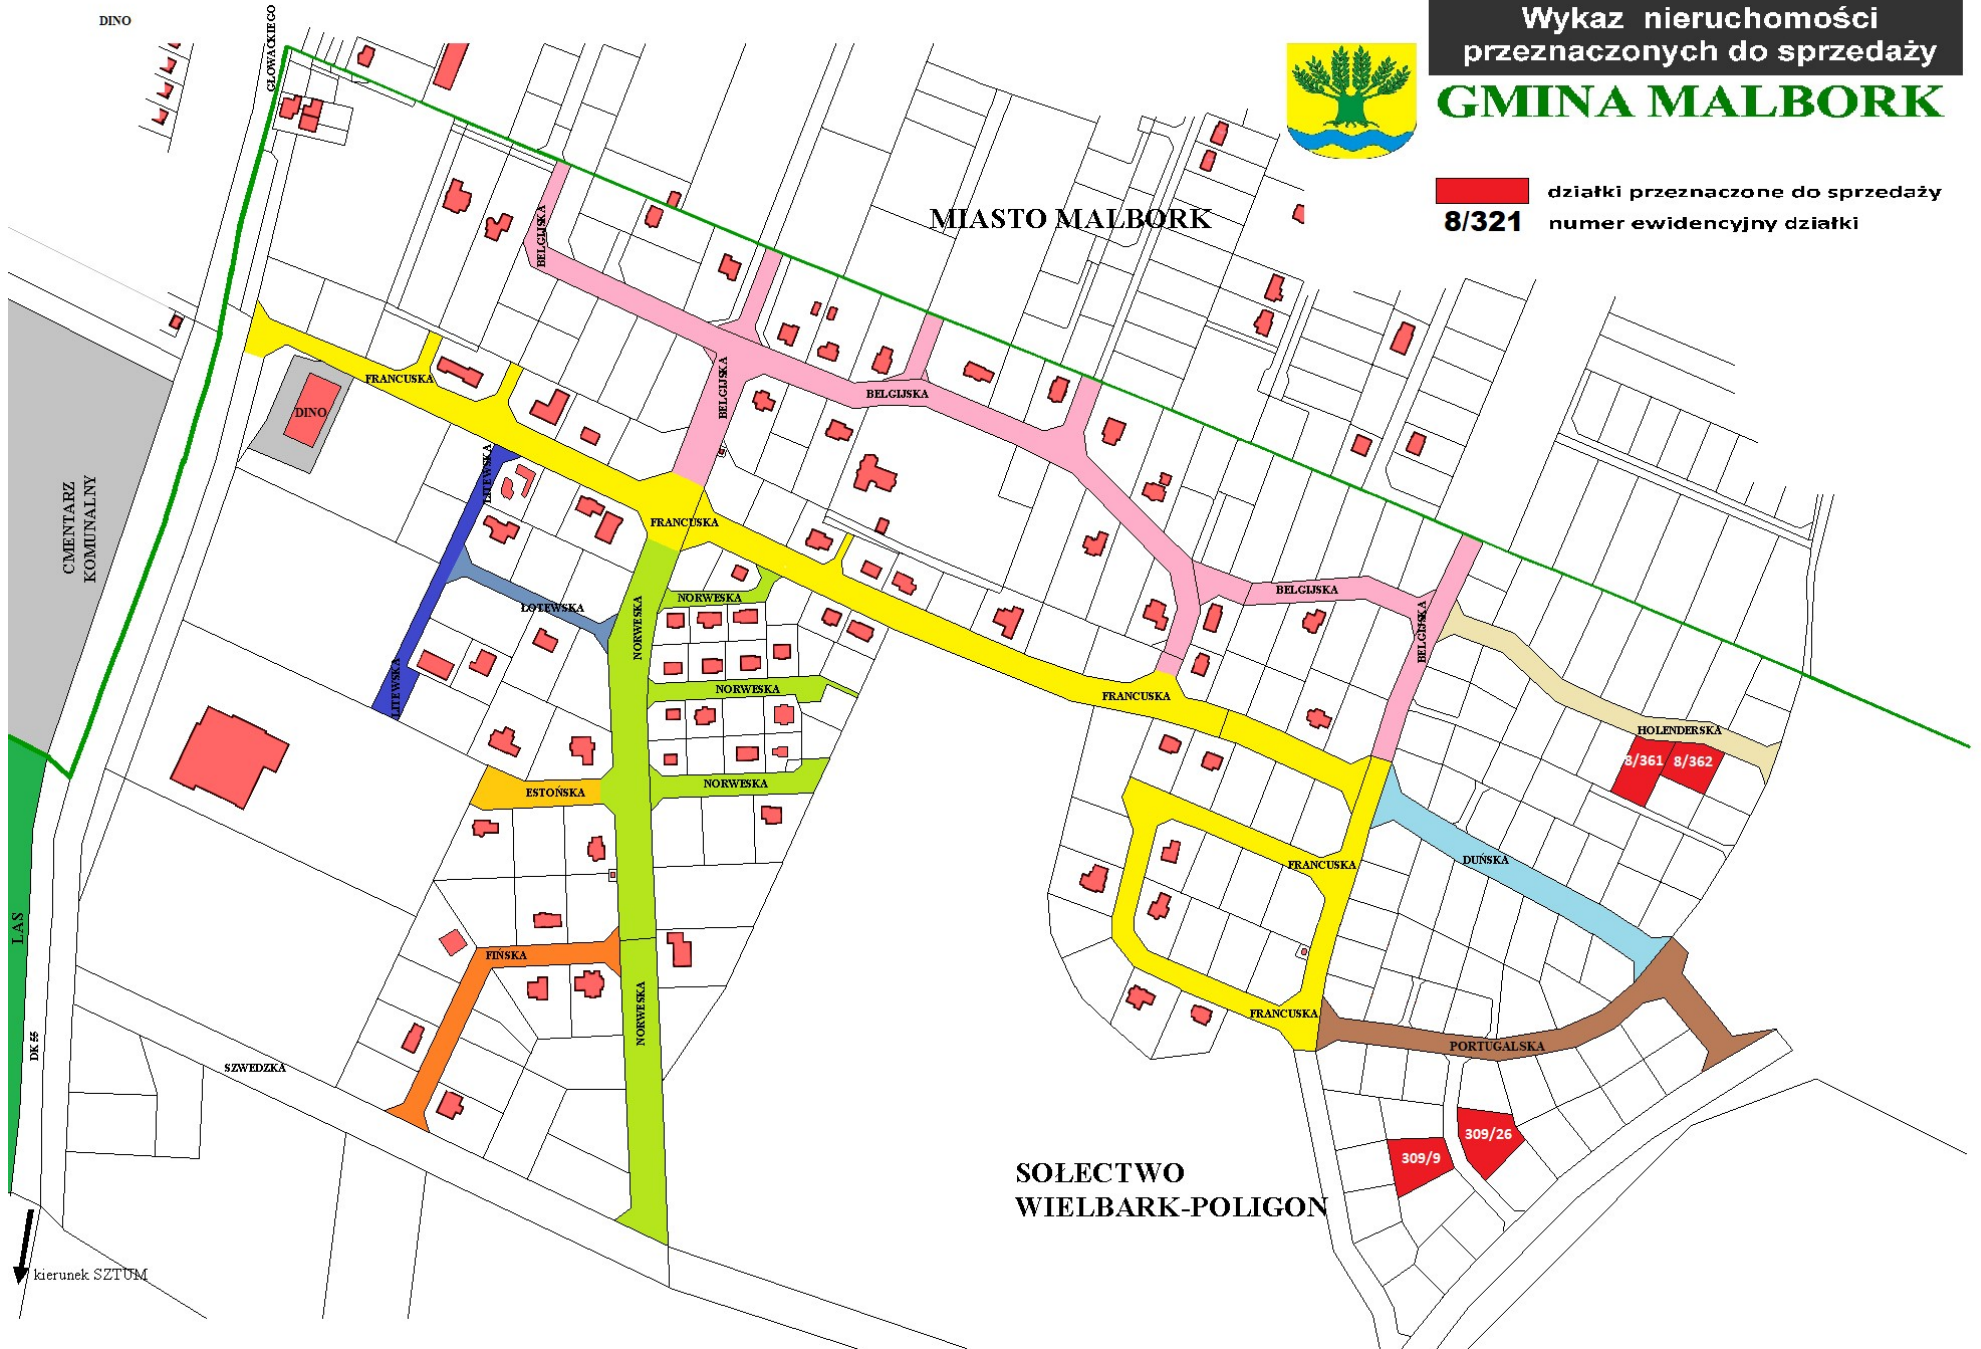 DINO
GŁOWACKIEGO
Wykaz nieruchomości
przeznaczonych do sprzedaży
GMINA MALBORK
działki przeznaczone do sprzedaży
8/321 numer ewidencyjny działki
MIASTO MALBORK
BELGIJSKA
FRANCUSKA
DINO
BELGIJSKA
BELGIJSKA
LITEWSKA
CMENTARZ
KOMUNALNY
FRANCUSKA
BELGIJSKA
NORWESKA
ŁOTEWSKA
NORWESKA
BELGIJSKA
LITEWSKA
NORWESKA
FRANCUSKA
HOLENDERSKA
8/361
8/362
ESTOŃSKA
NORWESKA
FRANCUSKA
DUŃSKA
LAS
FIŃSKA
NORWESKA
FRANCUSKA
DK 55
PORTUGALSKA
SZWEDZKA
309/26
309/9
SOŁECTWO
WIELBARK-POLIGON
kierunek SZTUM